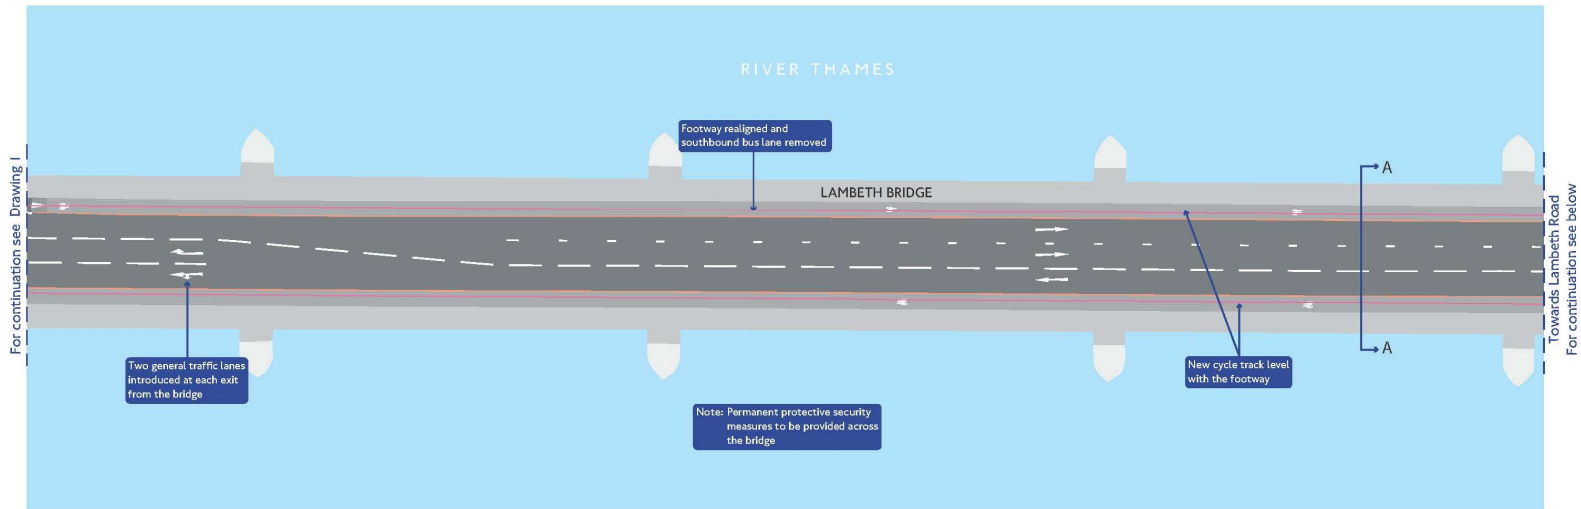 RIVER THAMES
Footway realigned and
southbound bus lane removed
LAMBETH BRIDGE
A
A
For continuation see Drawing 1
Towards Lambeth Road
For continuation see below
Two general traffic lanes
introduced at each exit
from the bridge
New cycle track level
with the footway
Note: Permanent protective security
measures to be provided across
the bridge